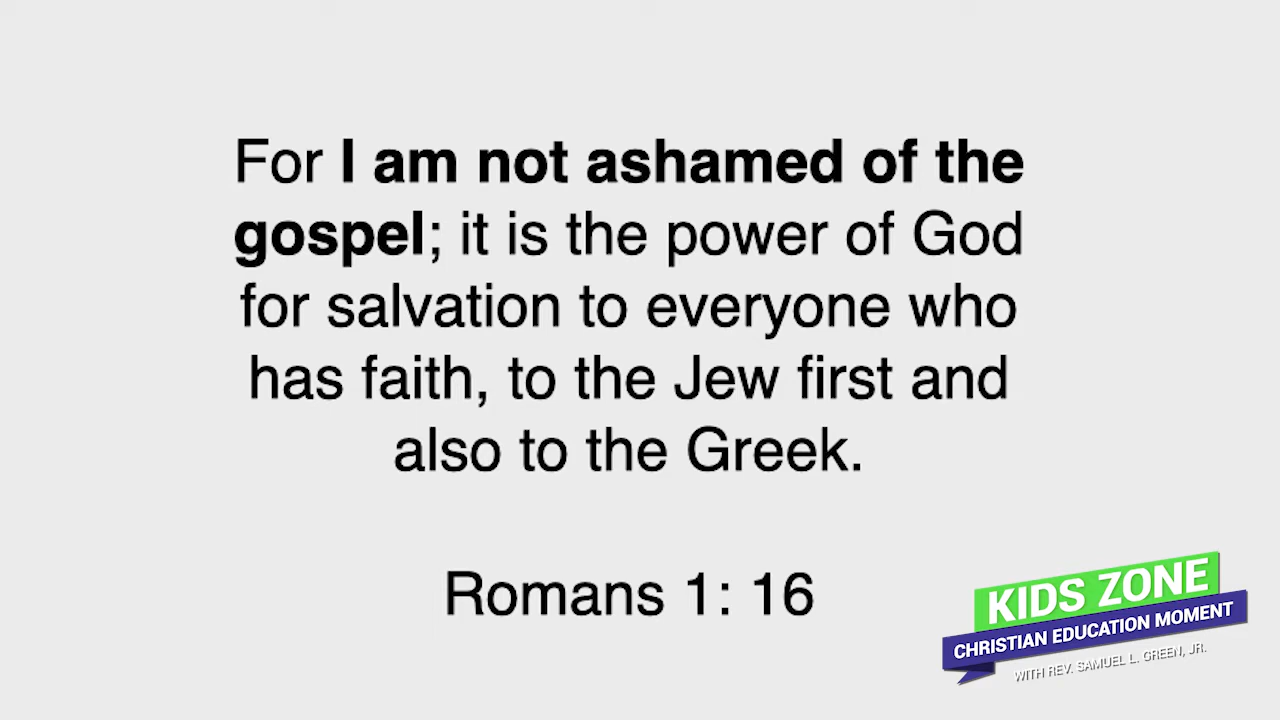 For I am not ashamed of the
gospel; it is the power of God
for salvation to everyone who
has faith, to the Jew first and
also to the Greek.
Romans 1: 16
KIDS ZONE
CHRISTIAN EDUCATION MOMENT
WITH REV. SAMUEL L. GREEN, JR.